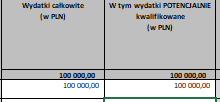 Wydatki całkowite
(w PLN)
W tym wydatki POTENCJALNIE
kwalifikowane
(w PLN)
100 000,00 100 000,00
100 000,00 100 000,00